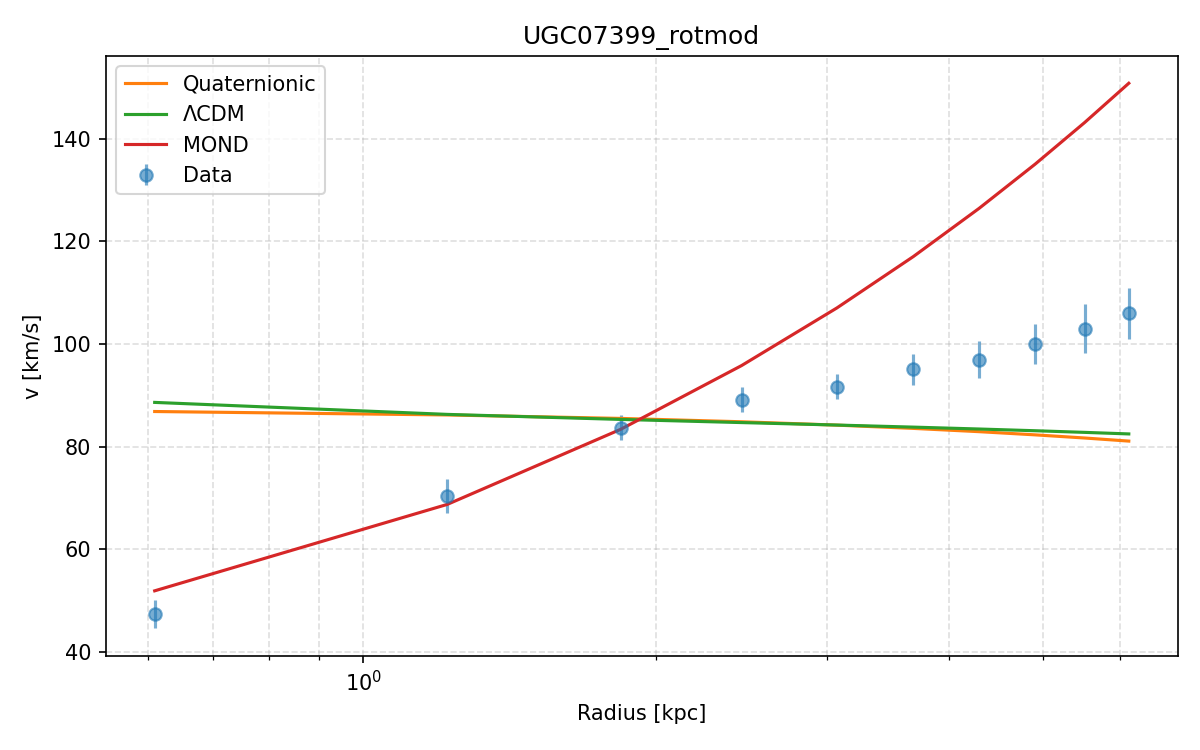 UGC07399_rotmod
Quaternionic
ΛCDM
MOND
Data
v [km/s]
140
120
100
80
60
40
10⁰
Radius [kpc]